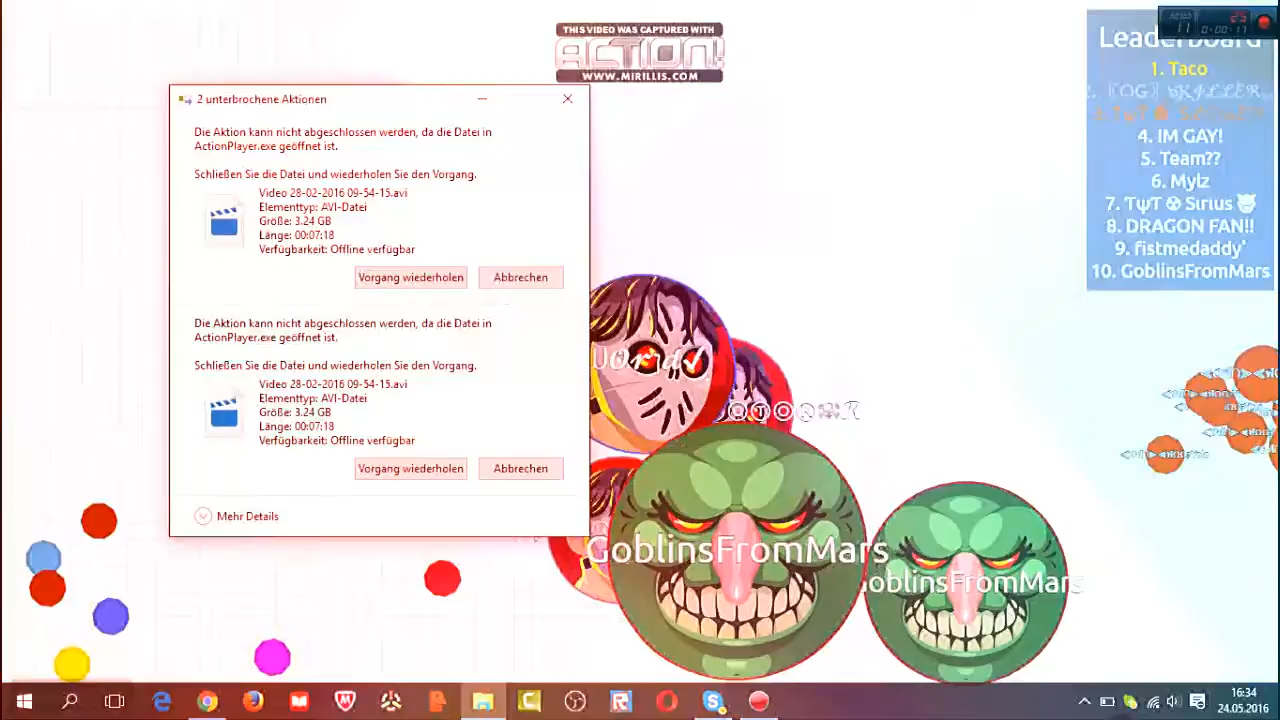 THIS VIDEO WAS CAPTURED WITH
ACTION!
WWW.MIRILLIS.COM
Leaderboard
1. Taco
4. IM GAY!
5. Team??
6. Mylz
7. TψT ☢ Sirius 😈
8. DRAGON FAN!!
9. fistmedaddy'
10. GoblinsFromMars
2 unterbrochene Aktionen
Die Aktion kann nicht abgeschlossen werden, da die Datei in
ActionPlayer.exe geöffnet ist.
Schließen Sie die Datei und wiederholen Sie den Vorgang.
Video 28-02-2016 09-54-15.avi
Elementtyp: AVI-Datei
Größe: 3.24 GB
Länge: 00:07:18
Verfügbarkeit: Offline verfügbar
Vorgang wiederholen Abbrechen
Die Aktion kann nicht abgeschlossen werden, da die Datei in
ActionPlayer.exe geöffnet ist.
Schließen Sie die Datei und wiederholen Sie den Vorgang.
Video 28-02-2016 09-54-15.avi
Elementtyp: AVI-Datei
Größe: 3.24 GB
Länge: 00:07:18
Verfügbarkeit: Offline verfügbar
Vorgang wiederholen Abbrechen
Mehr Details
GoblinsFromMars
oblinsFromMars
16:34
24.05.2016